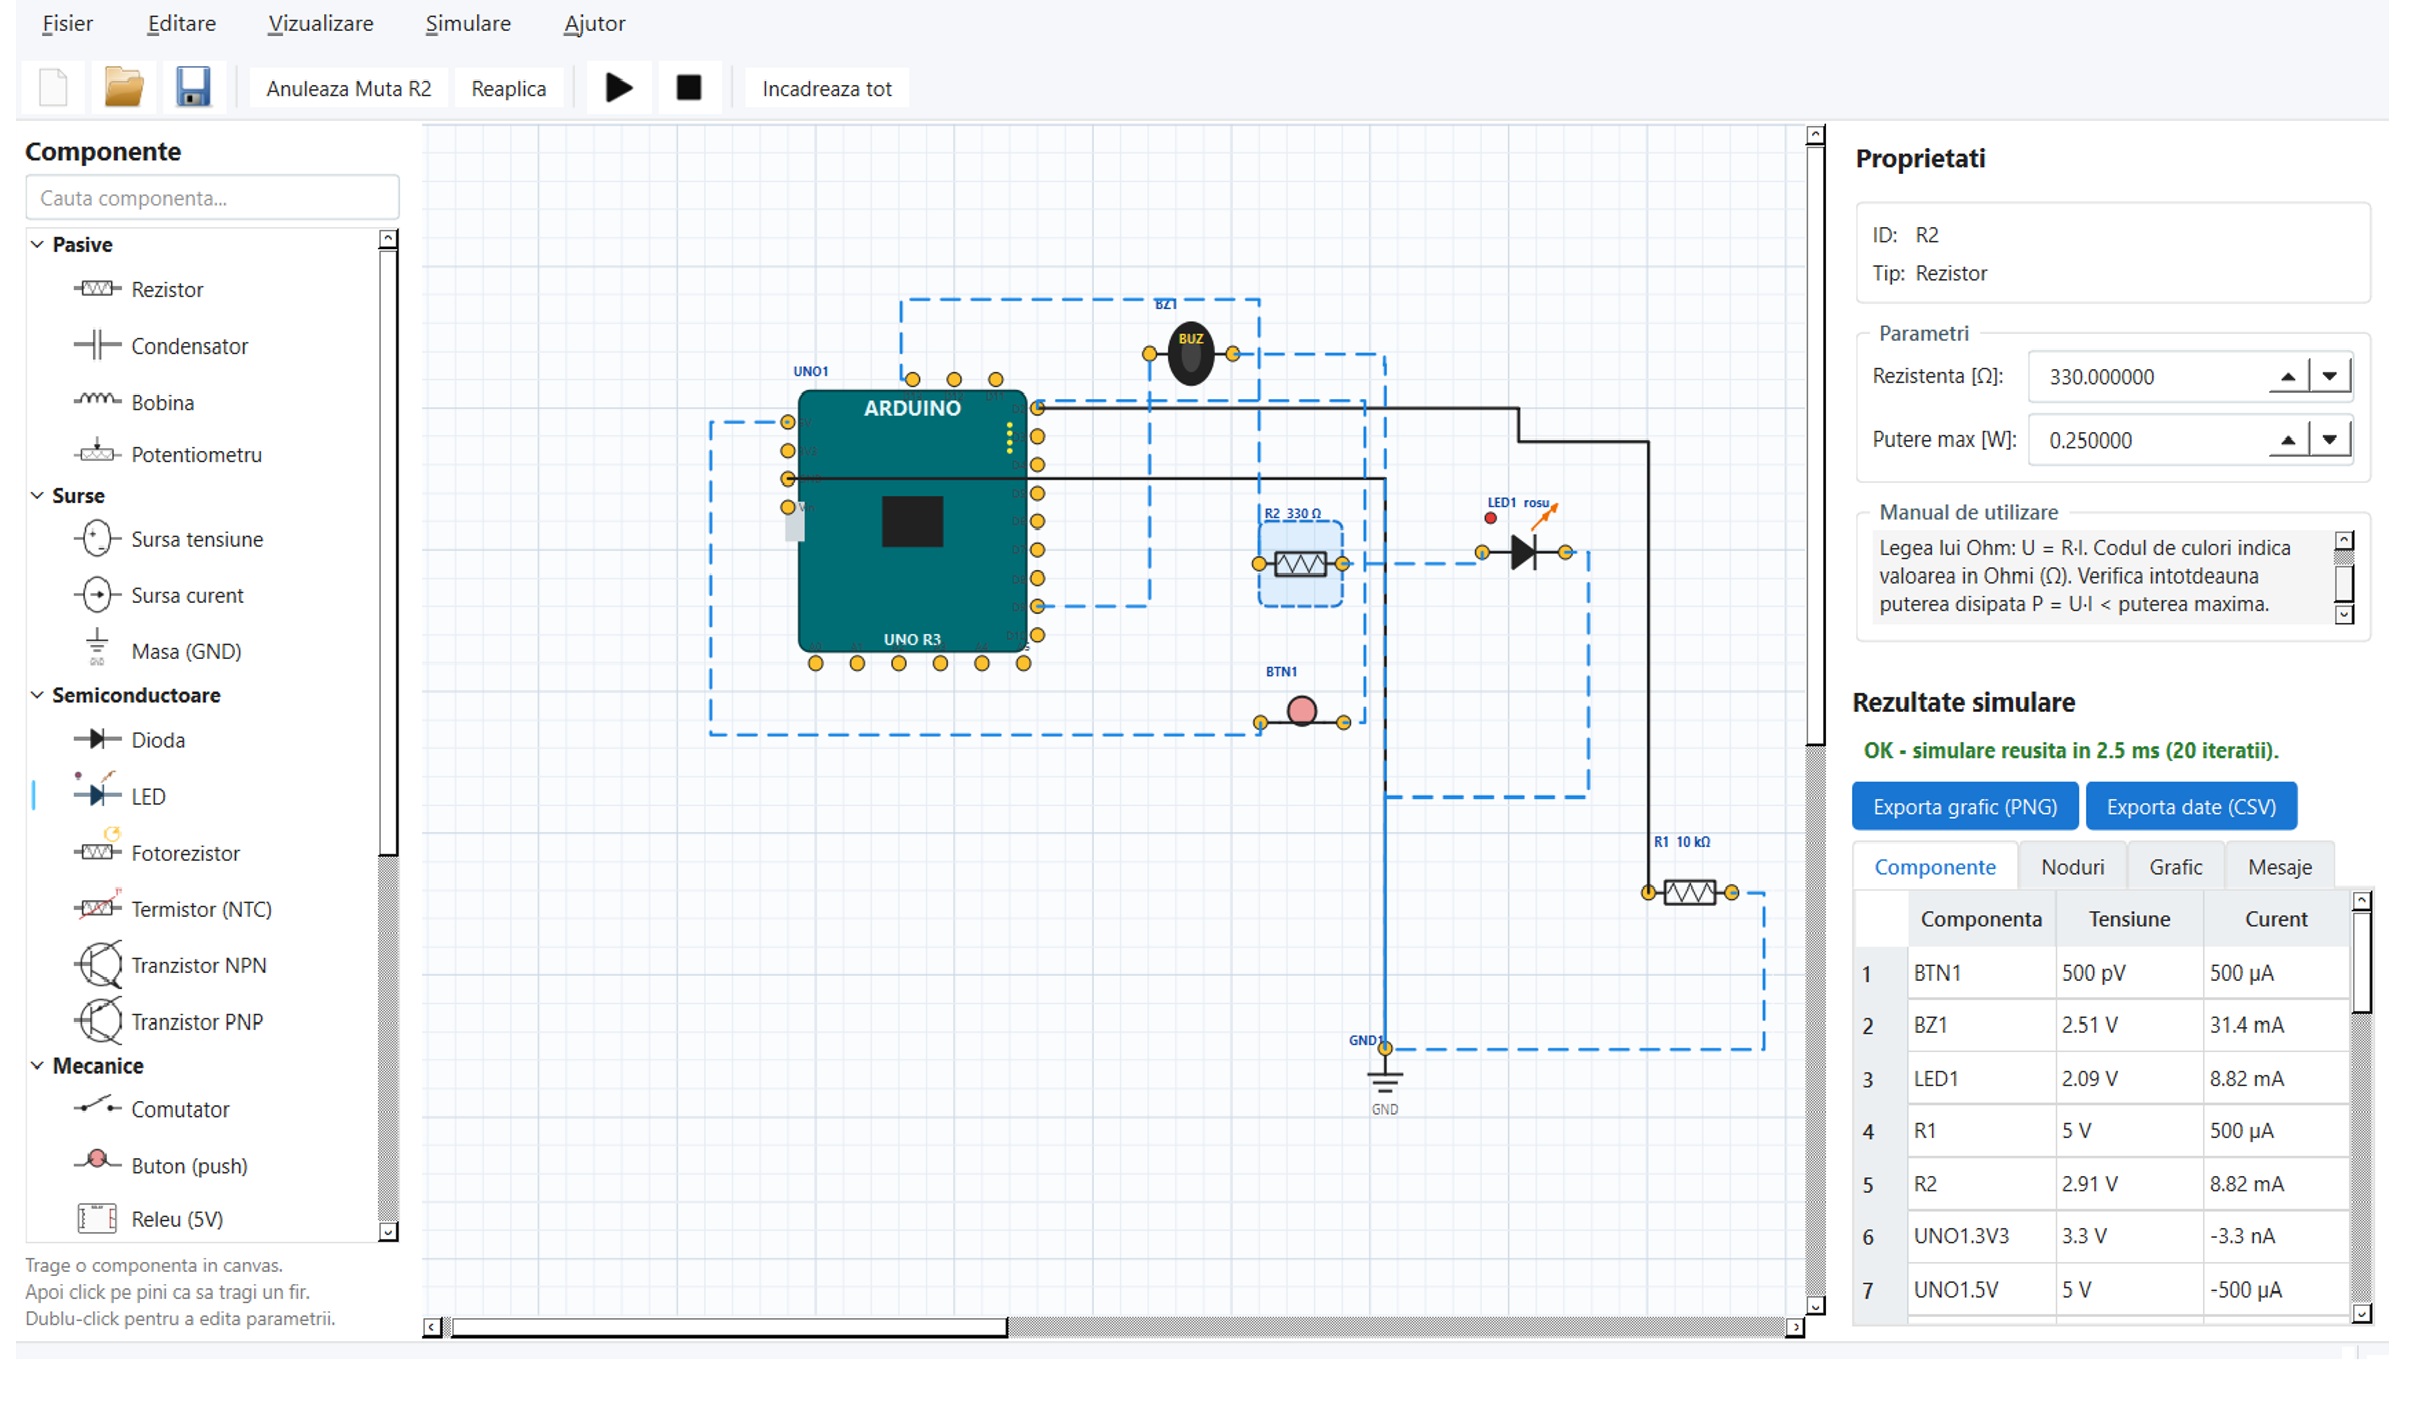 Fisier Editare Vizualizare Simulare Ajutor
Anuleaza Muta R2 Reaplica Incadreaza tot
Componente
Cauta componenta...
Pasive
Rezistor
Condensator
Bobina
Potentiometru
Surse
Sursa tensiune
Sursa curent
Masa (GND)
Semiconductoare
Dioda
LED
Fotorezistor
Termistor (NTC)
Tranzistor NPN
Tranzistor PNP
Mecanice
Comutator
Buton (push)
Releu (5V)
Trage o componenta in canvas.
Apoi click pe pini ca sa tragi un fir.
Dublu-click pentru a edita parametrii.
BZ1
BUZ
UNO1
ARDUINO
UNO R3
R2 330 Ω
LED1 rosu
BTN1
R1 10 kΩ
GND1
GND
Proprietati
ID: R2
Tip: Rezistor
Parametri
Rezistenta [Ω]: 330.000000
Putere max [W]: 0.250000
Manual de utilizare
Legea lui Ohm: U = R·I. Codul de culori indica
valoarea in Ohmi (Ω). Verifica intotdeauna
puterea disipata P = U·I < puterea maxima.
Rezultate simulare
OK - simulare reusita in 2.5 ms (20 iteratii).
Exporta grafic (PNG) Exporta date (CSV)
Componente Noduri Grafic Mesaje
Componenta Tensiune Curent
1 BTN1 500 pV 500 µA
2 BZ1 2.51 V 31.4 mA
3 LED1 2.09 V 8.82 mA
4 R1 5 V 500 µA
5 R2 2.91 V 8.82 mA
6 UNO1.3V3 3.3 V -3.3 nA
7 UNO1.5V 5 V -500 µA